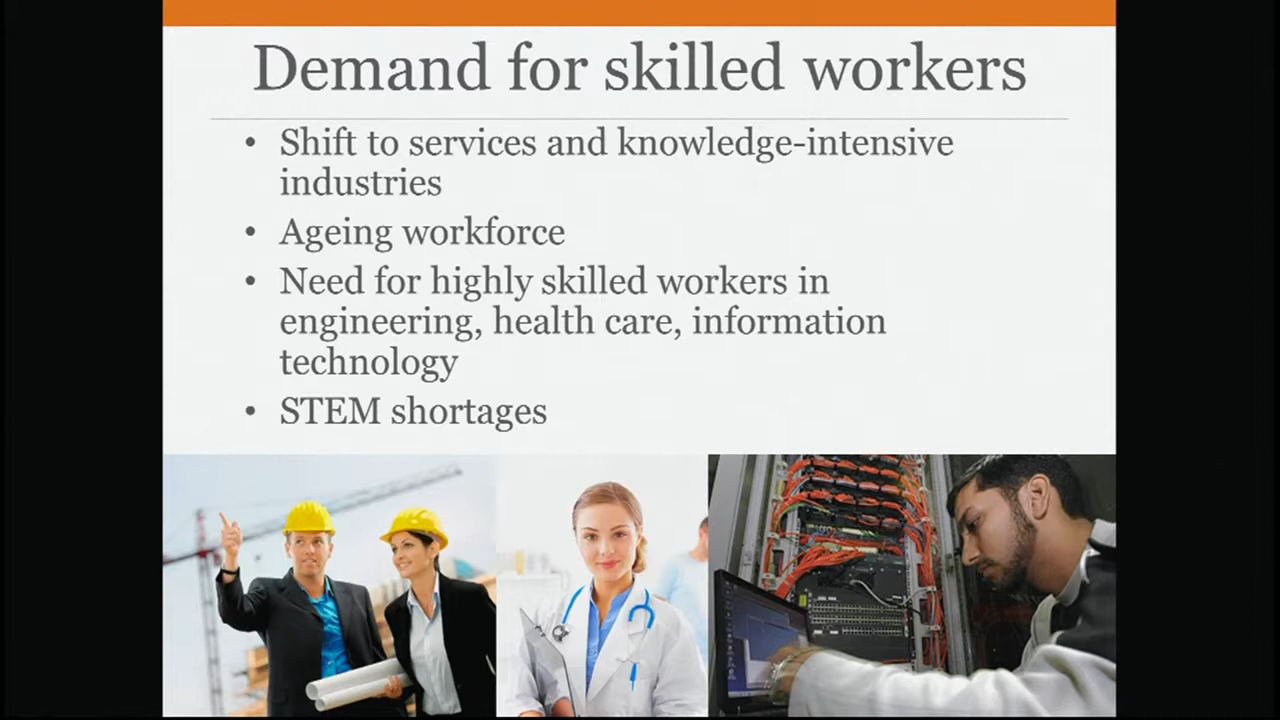 Demand for skilled workers
• Shift to services and knowledge-intensive
industries
• Ageing workforce
• Need for highly skilled workers in
engineering, health care, information
technology
• STEM shortages